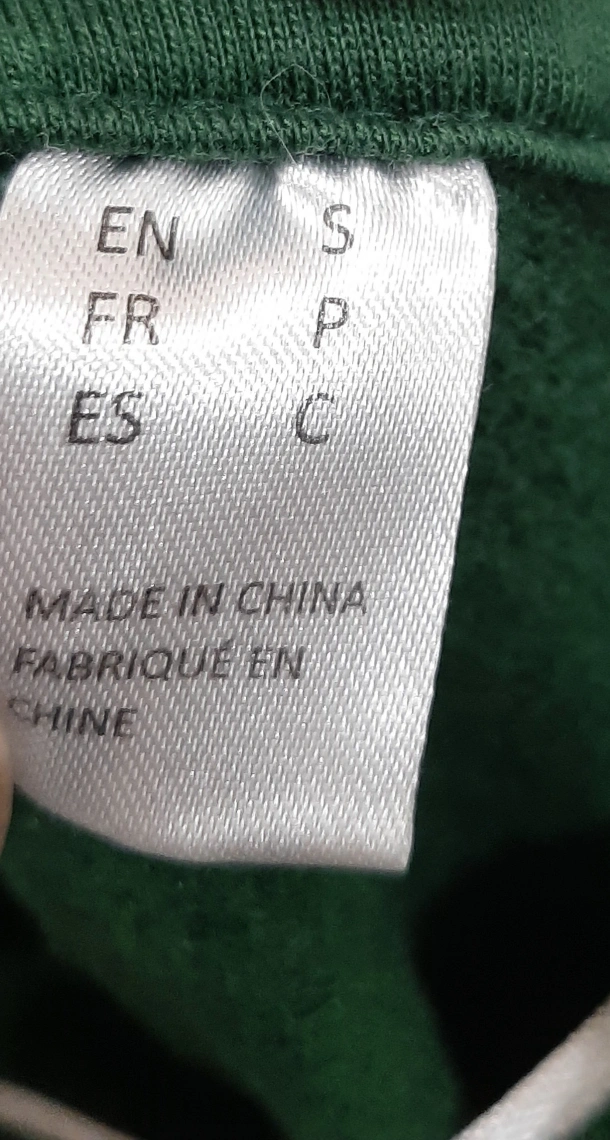 EN S
FR P
ES C
MADE IN CHINA
FABRIQUÉ EN
CHINE